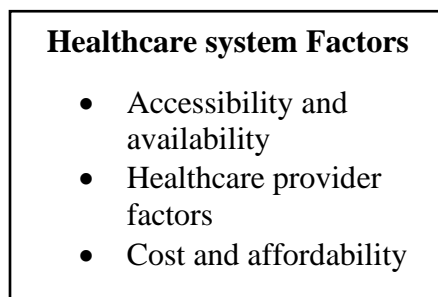 Healthcare system Factors
• Accessibility and
availability
• Healthcare provider
factors
• Cost and affordability